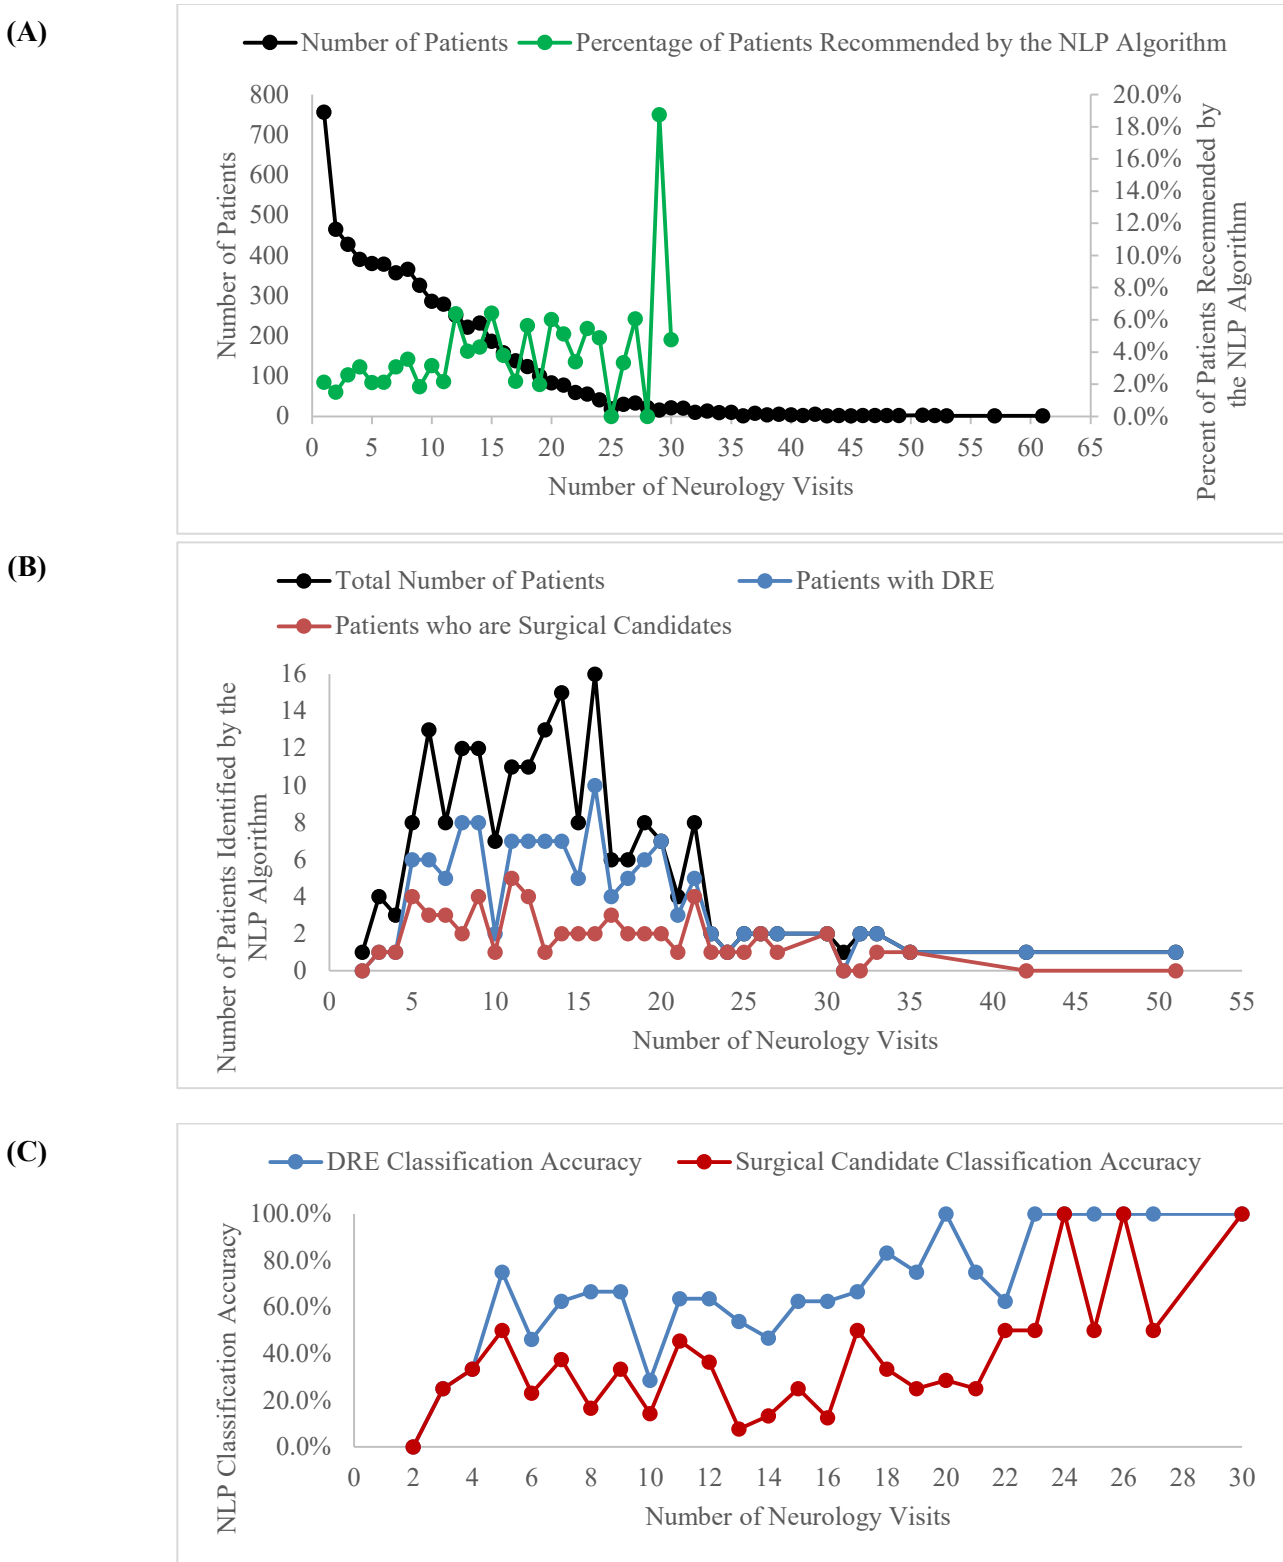 (A)
Number of Patients Percentage of Patients Recommended by the NLP Algorithm
800
700
600
500
400
300
200
100
0
Number of Patients
20.0%
18.0%
16.0%
14.0%
12.0%
10.0%
8.0%
6.0%
4.0%
2.0%
0.0%
Percent of Patients Recemmended by
the NLP Algorithm
0 5 10 15 20 25 30 35 40 45 50 55 60 65
Number of Neurology Visits
(B)
Total Number of Patients Patients with DRE
Patients who are Surgical Candidates
16
14
12
10
8
6
4
2
0
Number of Patients Identified by the
NLP Algorithm
0 5 10 15 20 25 30 35 40 45 50 55
Number of Neurology Visits
(C)
DRE Classification Accuracy Surgical Candidate Classification Accuracy
100.0%
80.0%
60.0%
40.0%
20.0%
0.0%
NLP Classification Accuracy
0 2 4 6 8 10 12 14 16 18 20 22 24 26 28 30
Number of Neurology Visits